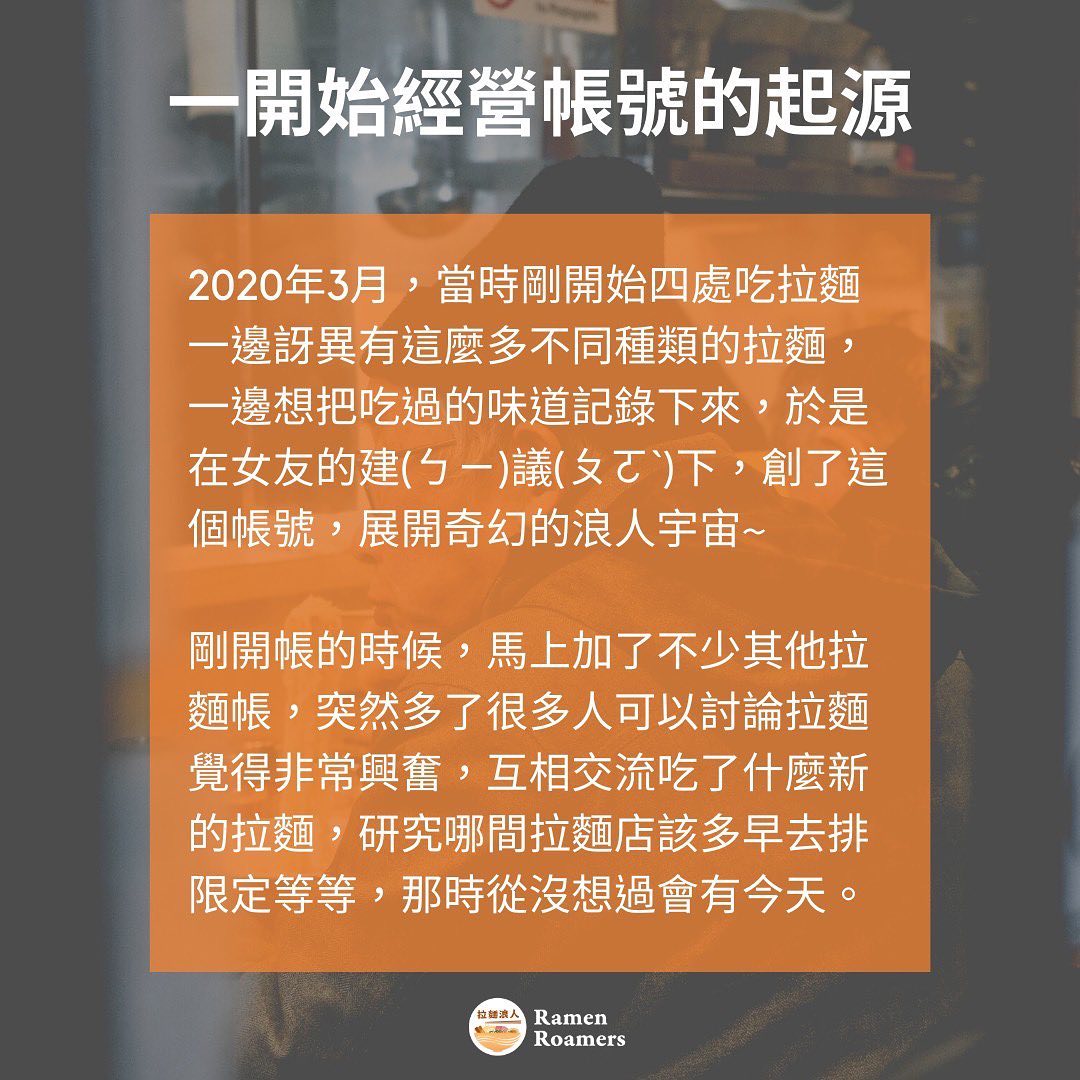 一開始經營帳號的起源
2020年3月，當時剛開始四處吃拉麵
一邊訝異有這麼多不同種類的拉麵，
一邊想把吃過的味道記錄下來，於是
在女友的建(ㄅㄧ)議(ㄆㄛˋ)下，創了這
個帳號，展開奇幻的浪人宇宙~
剛開帳的時候，馬上加了不少其他拉
麵帳，突然多了很多人可以討論拉麵
覺得非常興奮，互相交流吃了什麼新
的拉麵，研究哪間拉麵店該多早去排
限定等等，那時從沒想過會有今天。
拉麵浪人
Ramen
Roamers